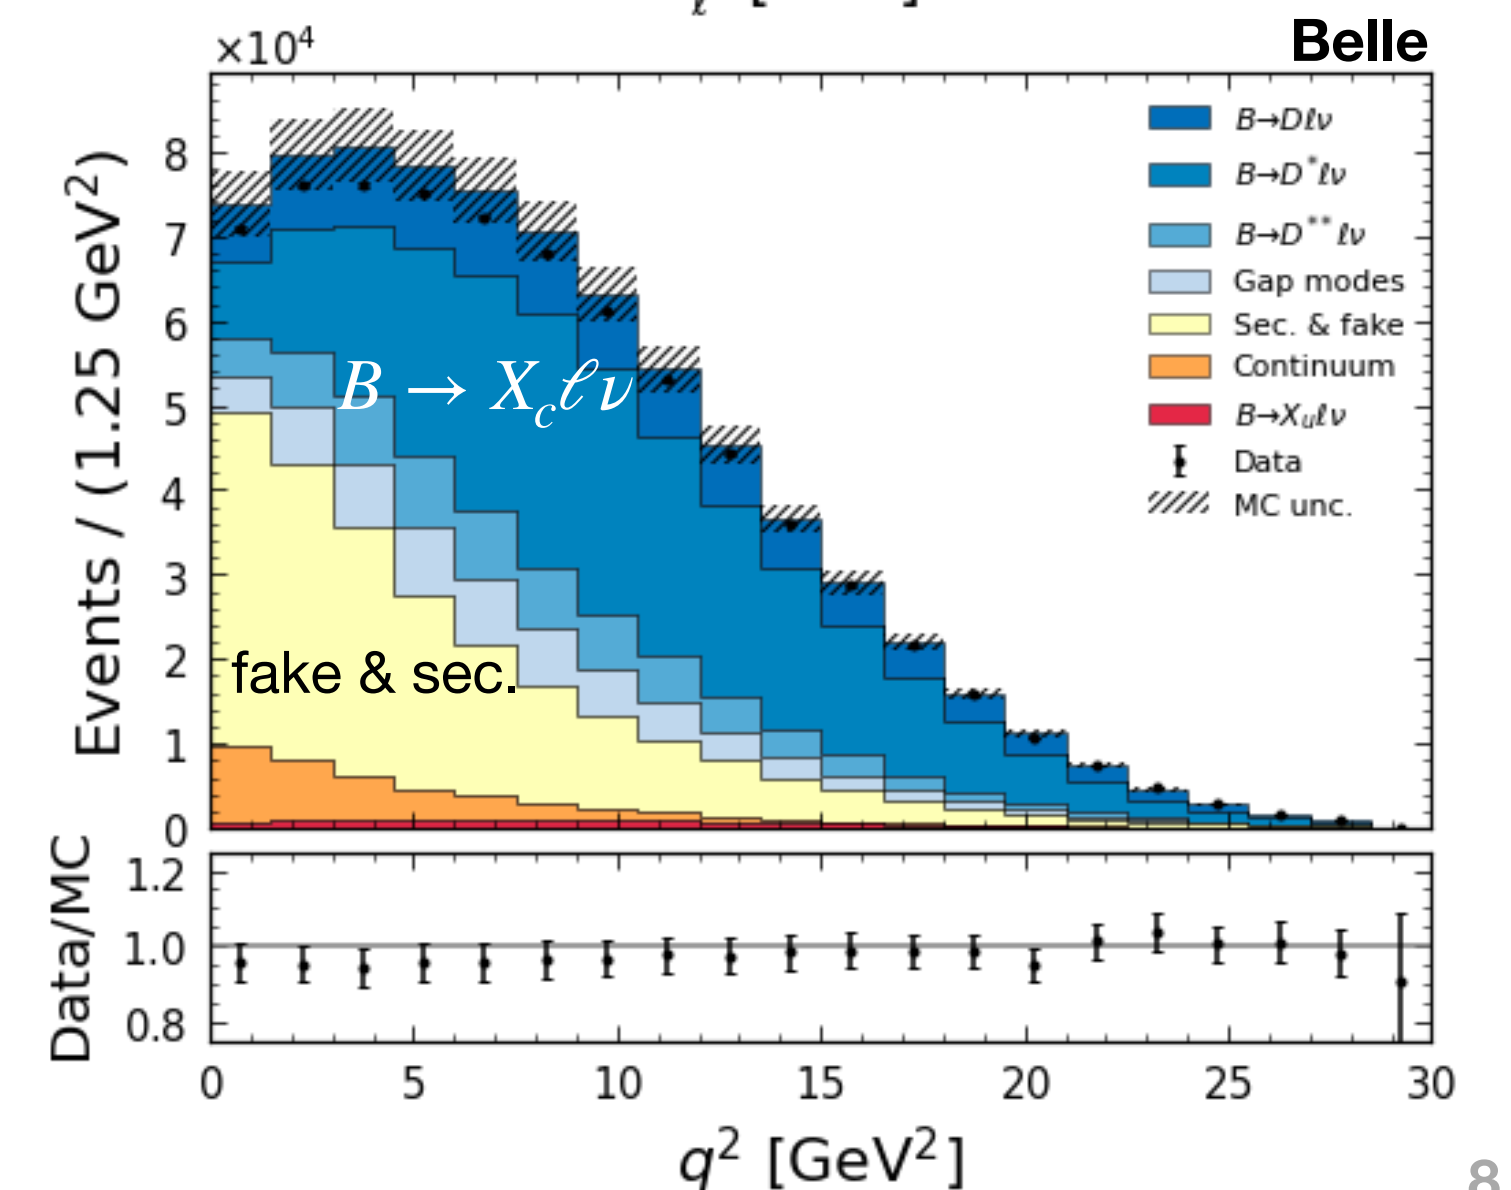 ℓ [
×10⁴
Belle
Events / (1.25 GeV²)
8
7
6
5
4
3
2
1
0
B→Dℓν
B→D*ℓν
B→D**ℓν
Gap modes
Sec. & fake
Continuum
B→Xᵤℓν
Data
MC unc.
B → X_cℓν
fake & sec.
Data/MC
1.2
1.0
0.8
0 5 10 15 20 25 30
q² [GeV²]
8